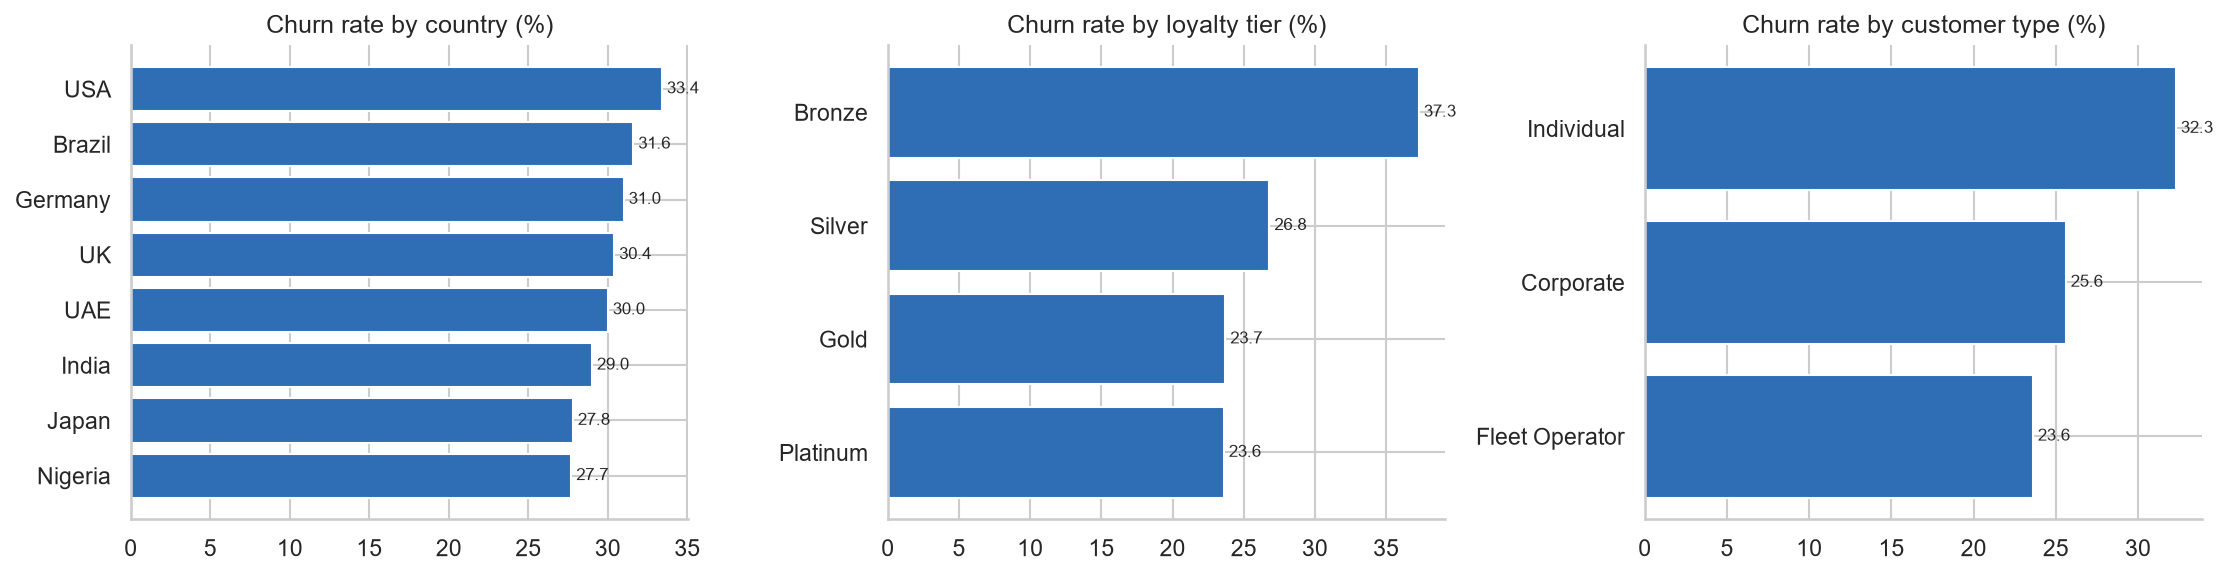 Churn rate by country (%)
USA
33.4
Brazil
31.6
Germany
31.0
UK
30.4
UAE
30.0
India
29.0
Japan
27.8
Nigeria
27.7
0 5 10 15 20 25 30 35
Churn rate by loyalty tier (%)
Bronze
37.3
Silver
26.8
Gold
23.7
Platinum
23.6
0 5 10 15 20 25 30 35
Churn rate by customer type (%)
Individual
32.3
Corporate
25.6
Fleet Operator
23.6
0 5 10 15 20 25 30